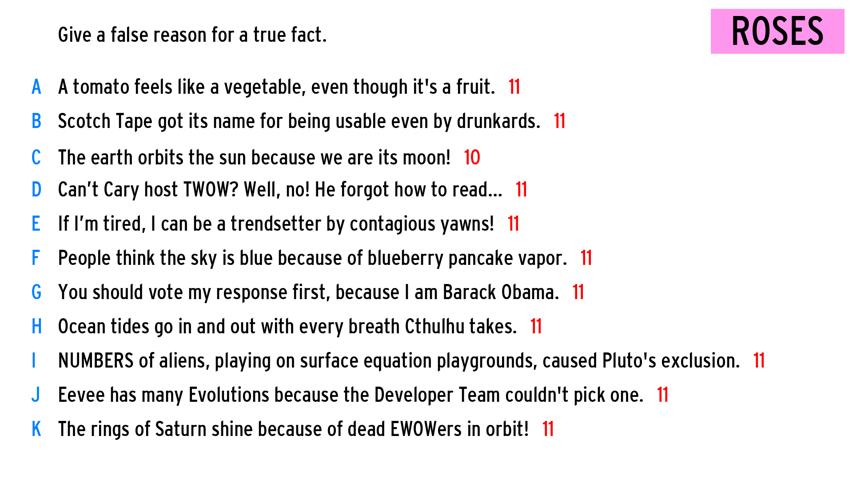 Give a false reason for a true fact.
ROSES
A A tomato feels like a vegetable, even though it's a fruit. 11
B Scotch Tape got its name for being usable even by drunkards. 11
C The earth orbits the sun because we are its moon! 10
D Can't Cary host TWOW? Well, no! He forgot how to read... 11
E If I'm tired, I can be a trendsetter by contagious yawns! 11
F People think the sky is blue because of blueberry pancake vapor. 11
G You should vote my response first, because I am Barack Obama. 11
H Ocean tides go in and out with every breath Cthulhu takes. 11
I NUMBERS of aliens, playing on surface equation playgrounds, caused Pluto's exclusion. 11
J Eevee has many Evolutions because the Developer Team couldn't pick one. 11
K The rings of Saturn shine because of dead EWOWers in orbit! 11